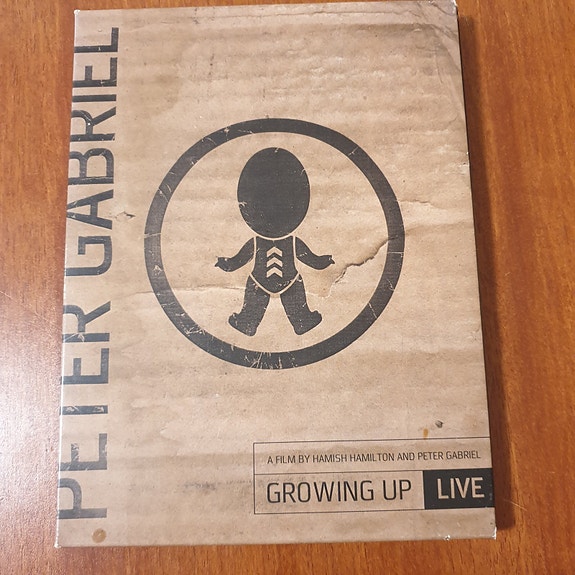 PETER GABRIEL
A FILM BY HAMISH HAMILTON AND PETER GABRIEL
GROWING UP LIVE